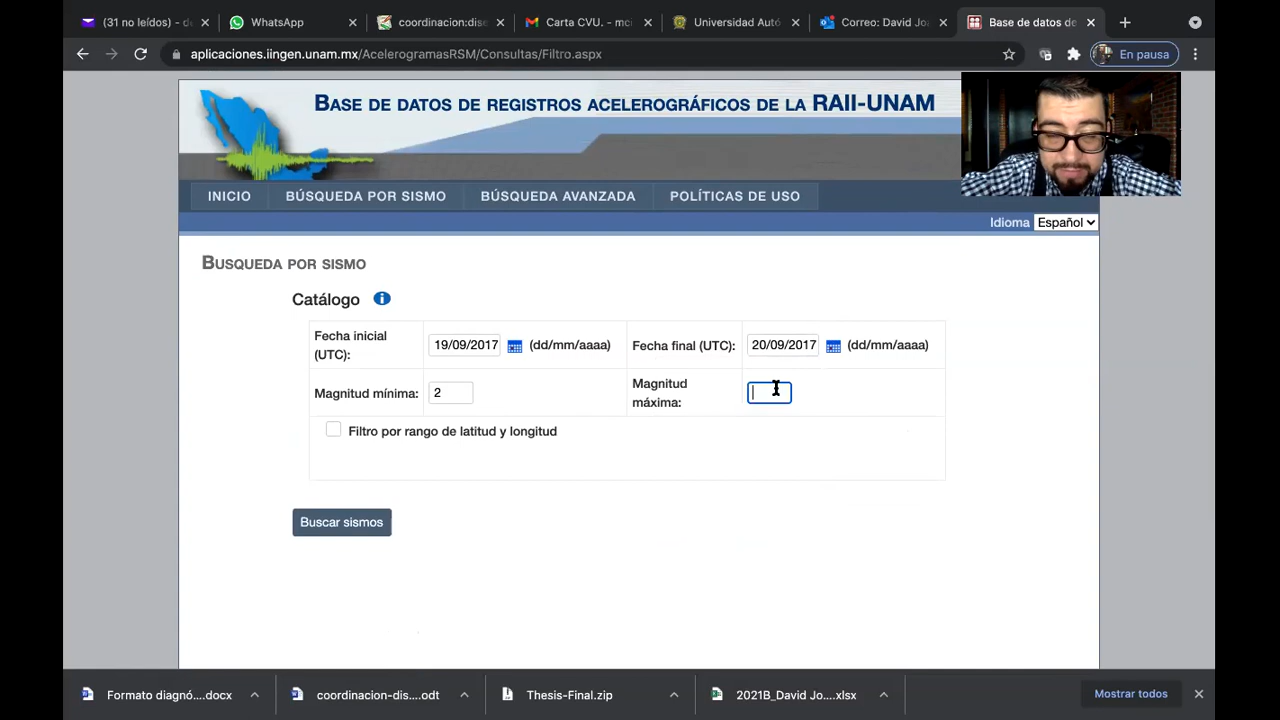 (31 no leídos) - de
WhatsApp
coordinacion:dise
Carta CVU. - mci
Universidad Autó
Correo: David Joa
Base de datos de
aplicaciones.iingen.unam.mx/AcelerogramasRSM/Consultas/Filtro.aspx
En pausa
BASE DE DATOS DE REGISTROS ACELEROGRÁFICOS DE LA RAII-UNAM
INICIO BÚSQUEDA POR SISMO BÚSQUEDA AVANZADA POLÍTICAS DE USO
Idioma Español
BUSQUEDA POR SISMO
Catálogo
Fecha inicial
(UTC):
19/09/2017 (dd/mm/aaaa)
Fecha final (UTC): 20/09/2017 (dd/mm/aaaa)
Magnitud mínima: 2
Magnitud
máxima:
Filtro por rango de latitud y longitud
Buscar sismos
Formato diagnó....docx
coordinacion-dis....odt
Thesis-Final.zip
2021B_David Jo....xlsx
Mostrar todos